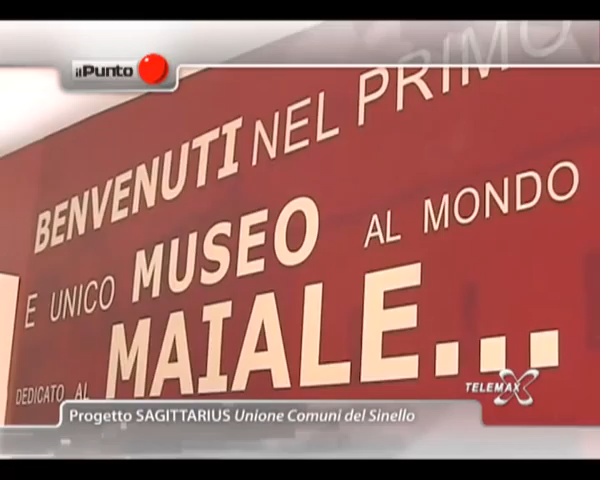 ilPunto
BENVENUTI NEL PRIMO
E UNICO MUSEO AL MONDO
DEDICATO AL MAIALE...
TELEMAX
Progetto SAGITTARIUS Unione Comuni del Sinello